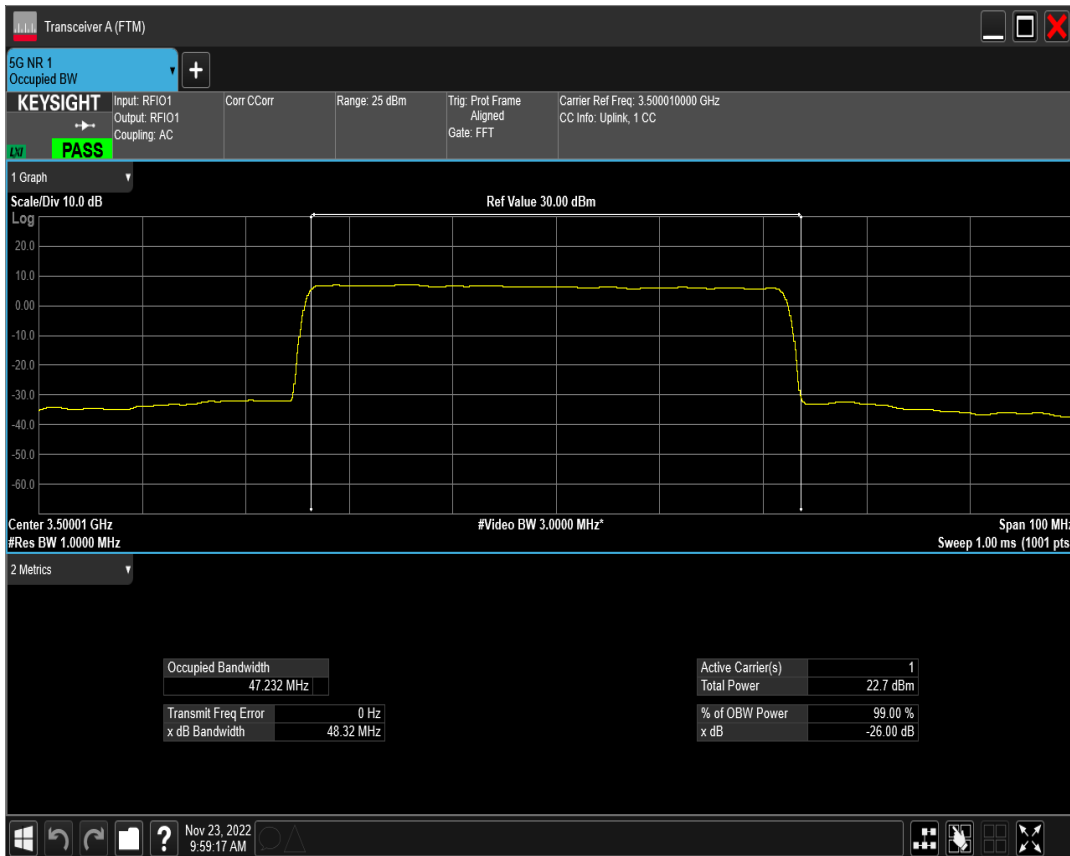 Transceiver A (FTM)
5G NR 1
Occupied BW
+
KEYSIGHT
LXI
PASS
Input: RFIO1
Output: RFIO1
Coupling: AC
Corr CCorr
Range: 25 dBm
Trig: Prot Frame
Aligned
Gate: FFT
Carrier Ref Freq: 3.500010000 GHz
CC Info: Uplink, 1 CC
1 Graph
Scale/Div 10.0 dB
Ref Value 30.00 dBm
Log
20.0
10.0
0.00
-10.0
-20.0
-30.0
-40.0
-50.0
-60.0
Center 3.50001 GHz
#Video BW 3.0000 MHz*
Span 100 MHz
#Res BW 1.0000 MHz
Sweep 1.00 ms (1001 pts
2 Metrics
Occupied Bandwidth
47.232 MHz
Transmit Freq Error 0 Hz
x dB Bandwidth 48.32 MHz
Active Carrier(s) 1
Total Power 22.7 dBm
% of OBW Power 99.00 %
x dB -26.00 dB
?
Nov 23, 2022
9:59:17 AM